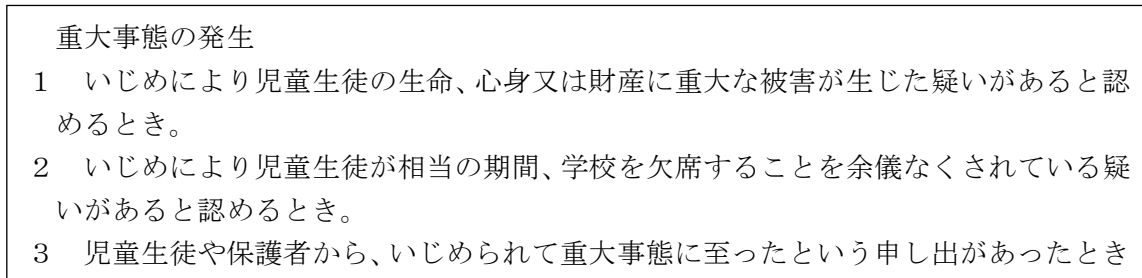 重大事態の発生
1 いじめにより児童生徒の生命、心身又は財産に重大な被害が生じた疑いがあると認
めるとき。
2 いじめにより児童生徒が相当の期間、学校を欠席することを余儀なくされている疑
いがあると認めるとき。
3 児童生徒や保護者から、いじめられて重大事態に至ったという申し出があったとき